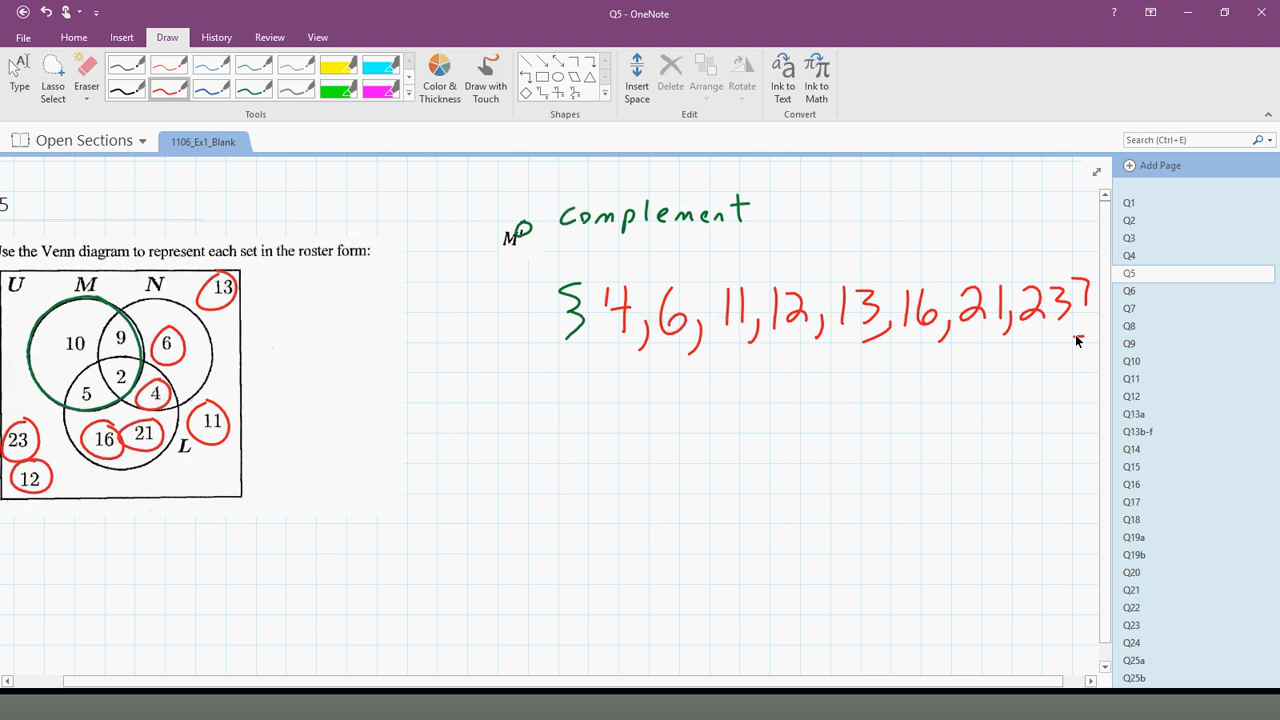 Q5 - OneNote
?
File
Home
Insert
Draw
History
Review
View
Type
Lasso Select
Eraser
Color & Thickness
Draw with Touch
Insert Space
Delete
Arrange
Rotate
Ink to Text
Ink to Math
Tools
Shapes
Edit
Convert
Open Sections
1106_Ex1_Blank
Search (Ctrl+E)
Add Page
5
complement
M'
Use the Venn diagram to represent each set in the roster form:
U M N 13
10 9 6
2
5 4
11
23 16 21 L
12
{ 4, 6, 11, 12, 13, 16, 21, 23
Q1
Q2
Q3
Q4
Q5
Q6
Q7
Q8
Q9
Q10
Q11
Q12
Q13a
Q13b-f
Q14
Q15
Q16
Q17
Q18
Q19a
Q19b
Q20
Q21
Q22
Q23
Q24
Q25a
Q25b